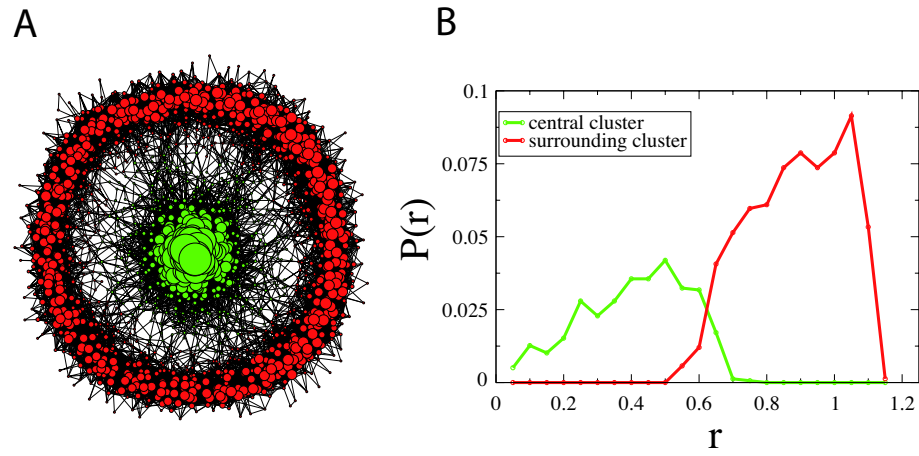 A
B
0.1
0.075
0.05
0.025
0
P(r)
central cluster
surrounding cluster
0 0.2 0.4 0.6 0.8 1 1.2
r